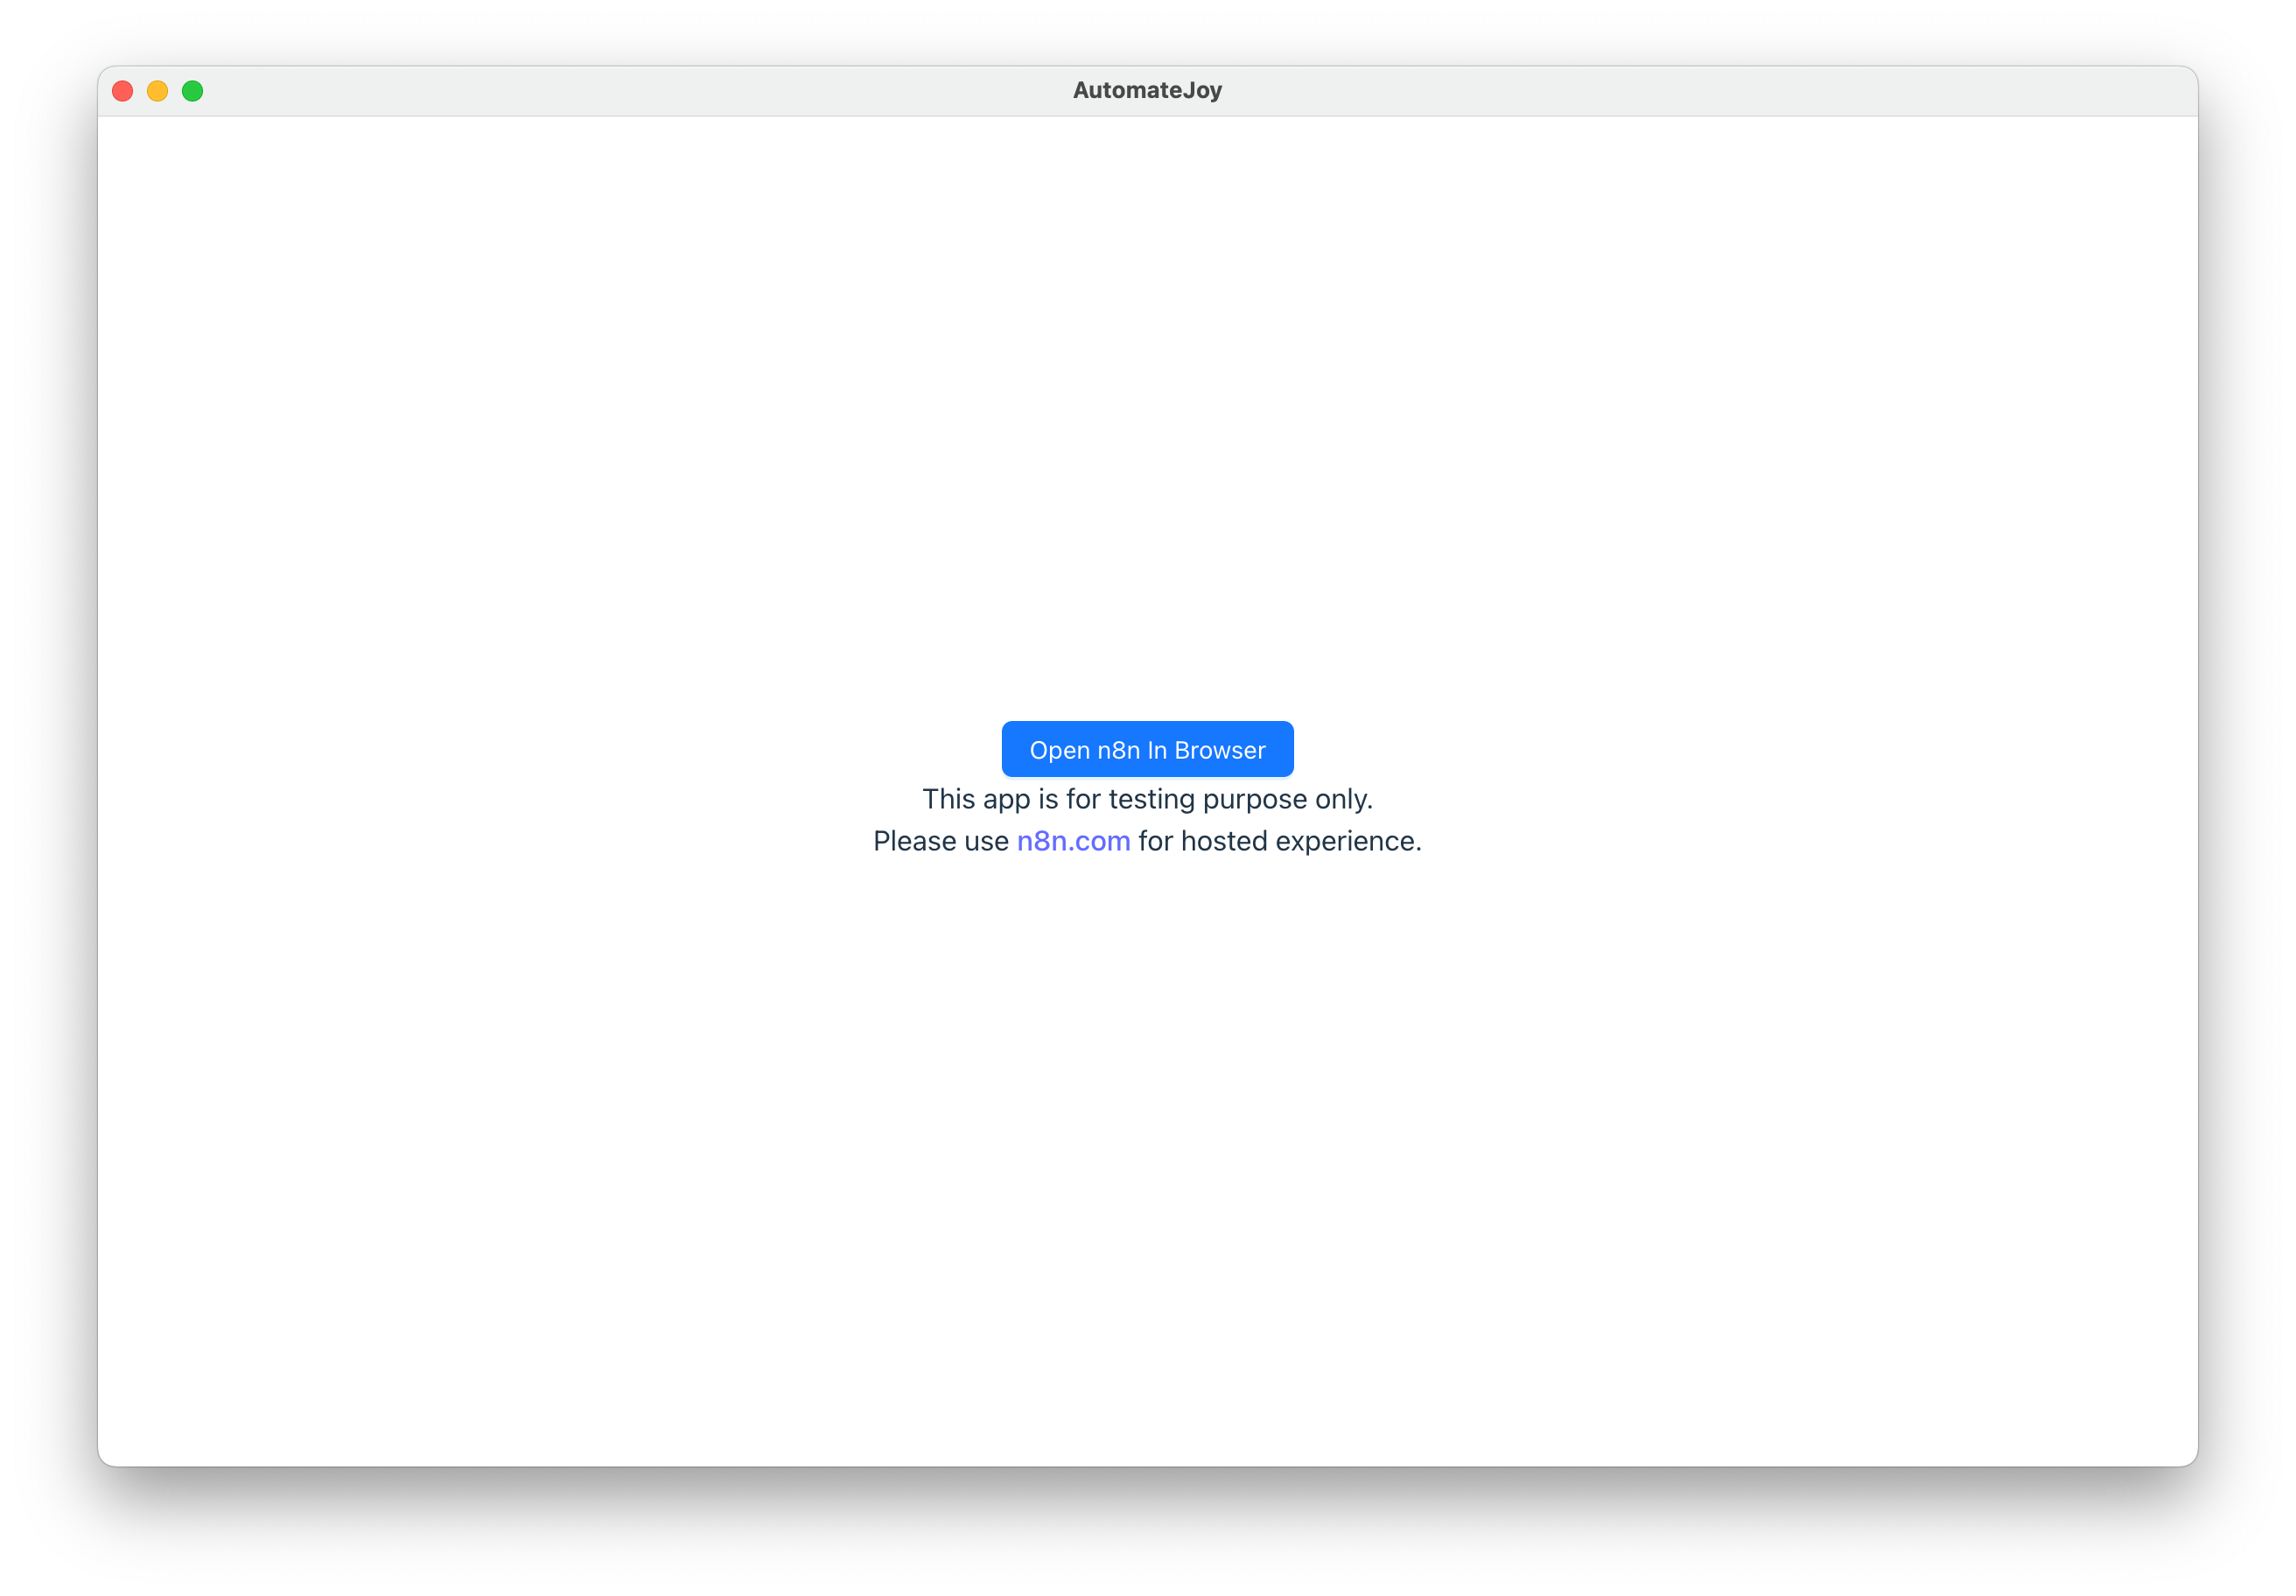 AutomateJoy
Open n8n In Browser
This app is for testing purpose only.
Please use n8n.com for hosted experience.